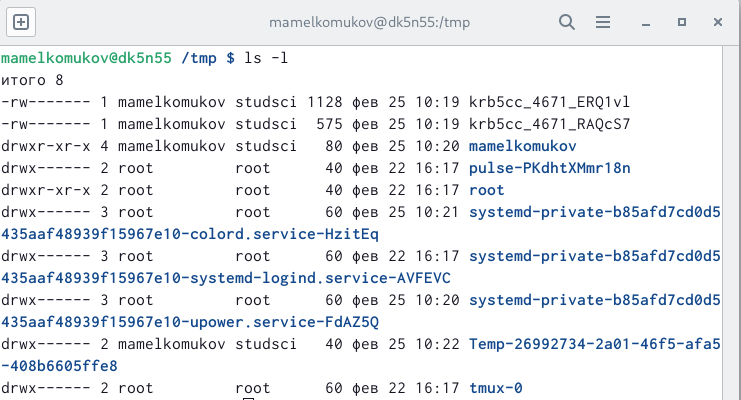 mamelkomukov@dk5n55:/tmp
mamelkomukov@dk5n55 /tmp $ ls -l
итого 8
-rw------- 1 mamelkomukov studsci 1128 фев 25 10:19 krb5cc_4671_ERQ1vl
-rw------- 1 mamelkomukov studsci  575 фев 25 10:19 krb5cc_4671_RAQcS7
drwxr-xr-x 4 mamelkomukov studsci   80 фев 25 10:20 mamelkomukov
drwx------ 2 root         root      40 фев 22 16:17 pulse-PKdhtXMmr18n
drwxr-xr-x 2 root         root      40 фев 22 16:17 root
drwx------ 3 root         root      60 фев 25 10:21 systemd-private-b85afd7cd0d5
435aaf48939f15967e10-colord.service-HzitEq
drwx------ 3 root         root      60 фев 22 16:17 systemd-private-b85afd7cd0d5
435aaf48939f15967e10-systemd-logind.service-AVFEVC
drwx------ 3 root         root      60 фев 25 10:20 systemd-private-b85afd7cd0d5
435aaf48939f15967e10-upower.service-FdAZ5Q
drwx------ 2 mamelkomukov studsci   40 фев 25 10:22 Temp-26992734-2a01-46f5-afa5
-408b6605ffe8
drwx------ 2 root         root      60 фев 22 16:17 tmux-0